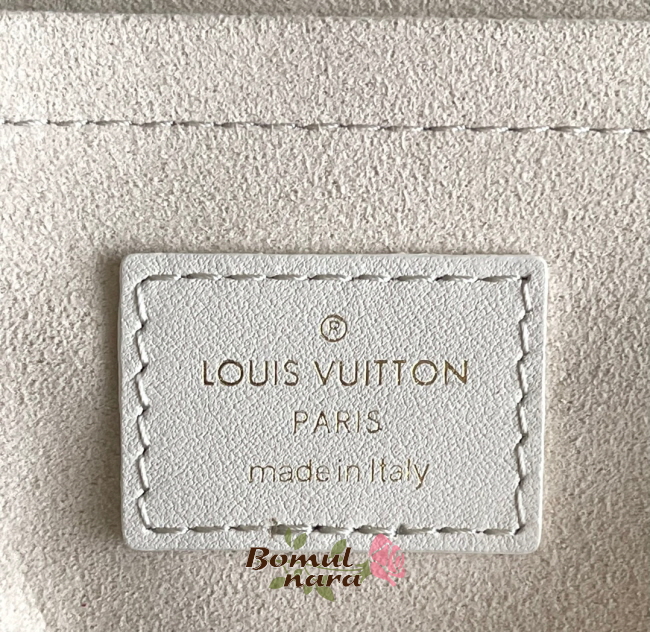 ®
LOUIS VUITTON
PARIS
made in Italy
Bomul
nara